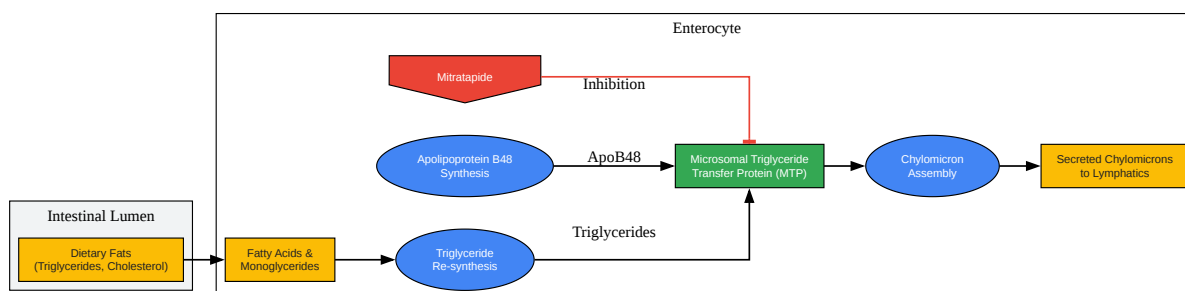 Enterocyte
Mitratapide
Inhibition
Apolipoprotein B48
Synthesis
ApoB48
Microsomal Triglyceride
Transfer Protein (MTP)
Chylomicron
Assembly
Secreted Chylomicrons
to Lymphatics
Intestinal Lumen
Dietary Fats
(Triglycerides, Cholesterol)
Fatty Acids &
Monoglycerides
Triglyceride
Re-synthesis
Triglycerides